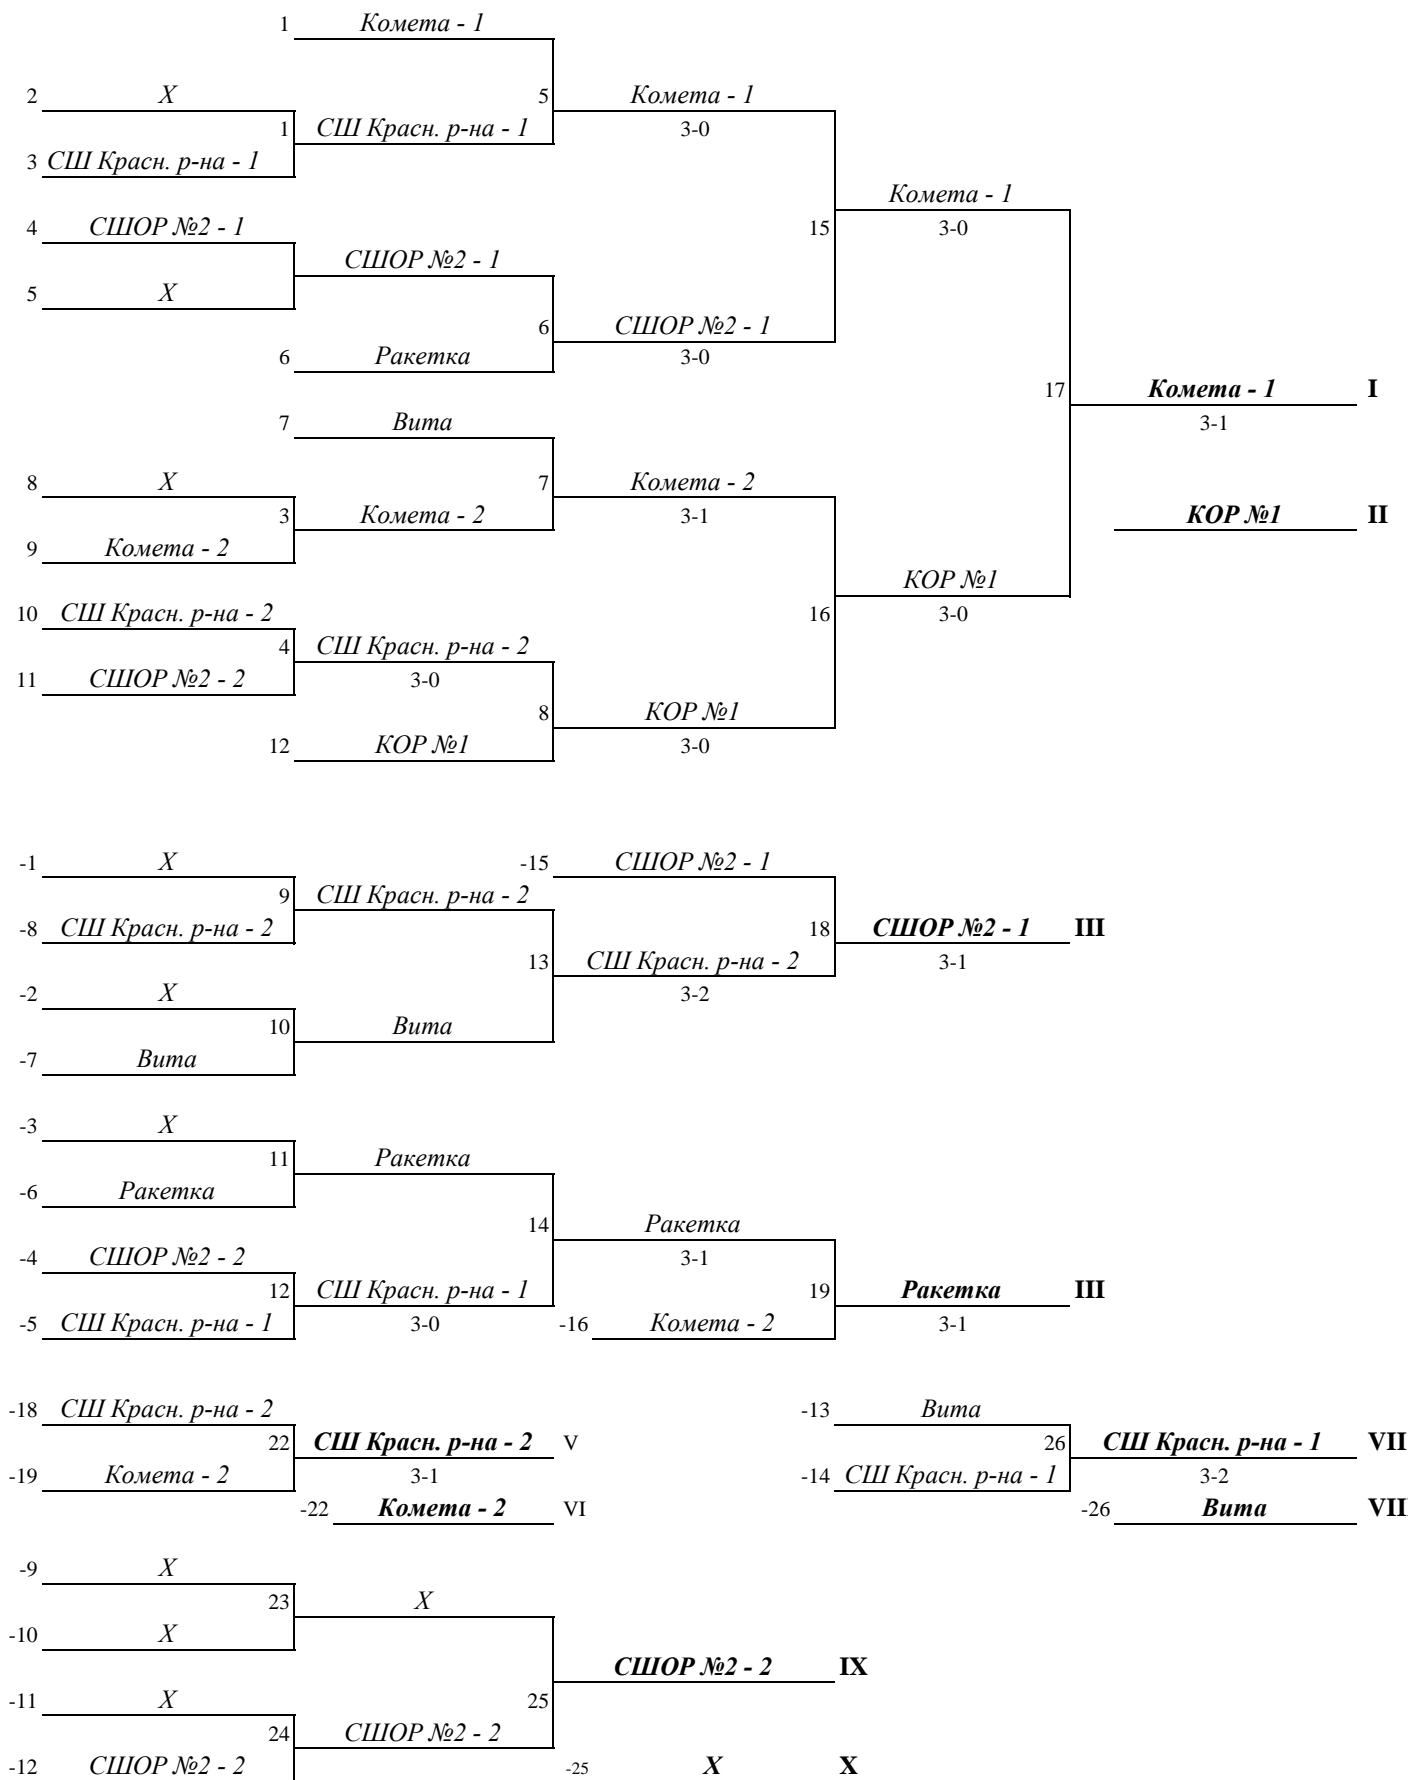 1 Комета - 1
2 X 5 Комета - 1
1 СШ Красн. р-на - 1 3-0
3 СШ Красн. р-на - 1
Комета - 1
4 СШОР №2 - 1 15 3-0
СШОР №2 - 1
5 X
6 СШОР №2 - 1
6 Ракетка 3-0
17 Комета - 1 I
7 Вита 3-1
8 X 7 Комета - 2
3 Комета - 2 3-1 КОР №1 II
9 Комета - 2
КОР №1
10 СШ Красн. р-на - 2 16 3-0
4 СШ Красн. р-на - 2
11 СШОР №2 - 2 3-0
8 КОР №1
12 КОР №1 3-0
-1 X -15 СШОР №2 - 1
9 СШ Красн. р-на - 2
-8 СШ Красн. р-на - 2 18 СШОР №2 - 1 III
13 СШ Красн. р-на - 2 3-1
-2 X 3-2
10 Вита
-7 Вита
-3 X
11 Ракетка
-6 Ракетка
14 Ракетка
-4 СШОР №2 - 2 3-1
12 СШ Красн. р-на - 1 19 Ракетка III
-5 СШ Красн. р-на - 1 3-0 -16 Комета - 2 3-1
-18 СШ Красн. р-на - 2 -13 Вита
22 СШ Красн. р-на - 2 V 26 СШ Красн. р-на - 1 VII
-19 Комета - 2 3-1 -14 СШ Красн. р-на - 1 3-2
-22 Комета - 2 VI -26 Вита
-9 X
23 X
-10 X
СШОР №2 - 2 IX
-11 X 25
24 СШОР №2 - 2
-12 СШОР №2 - 2 -25 X X